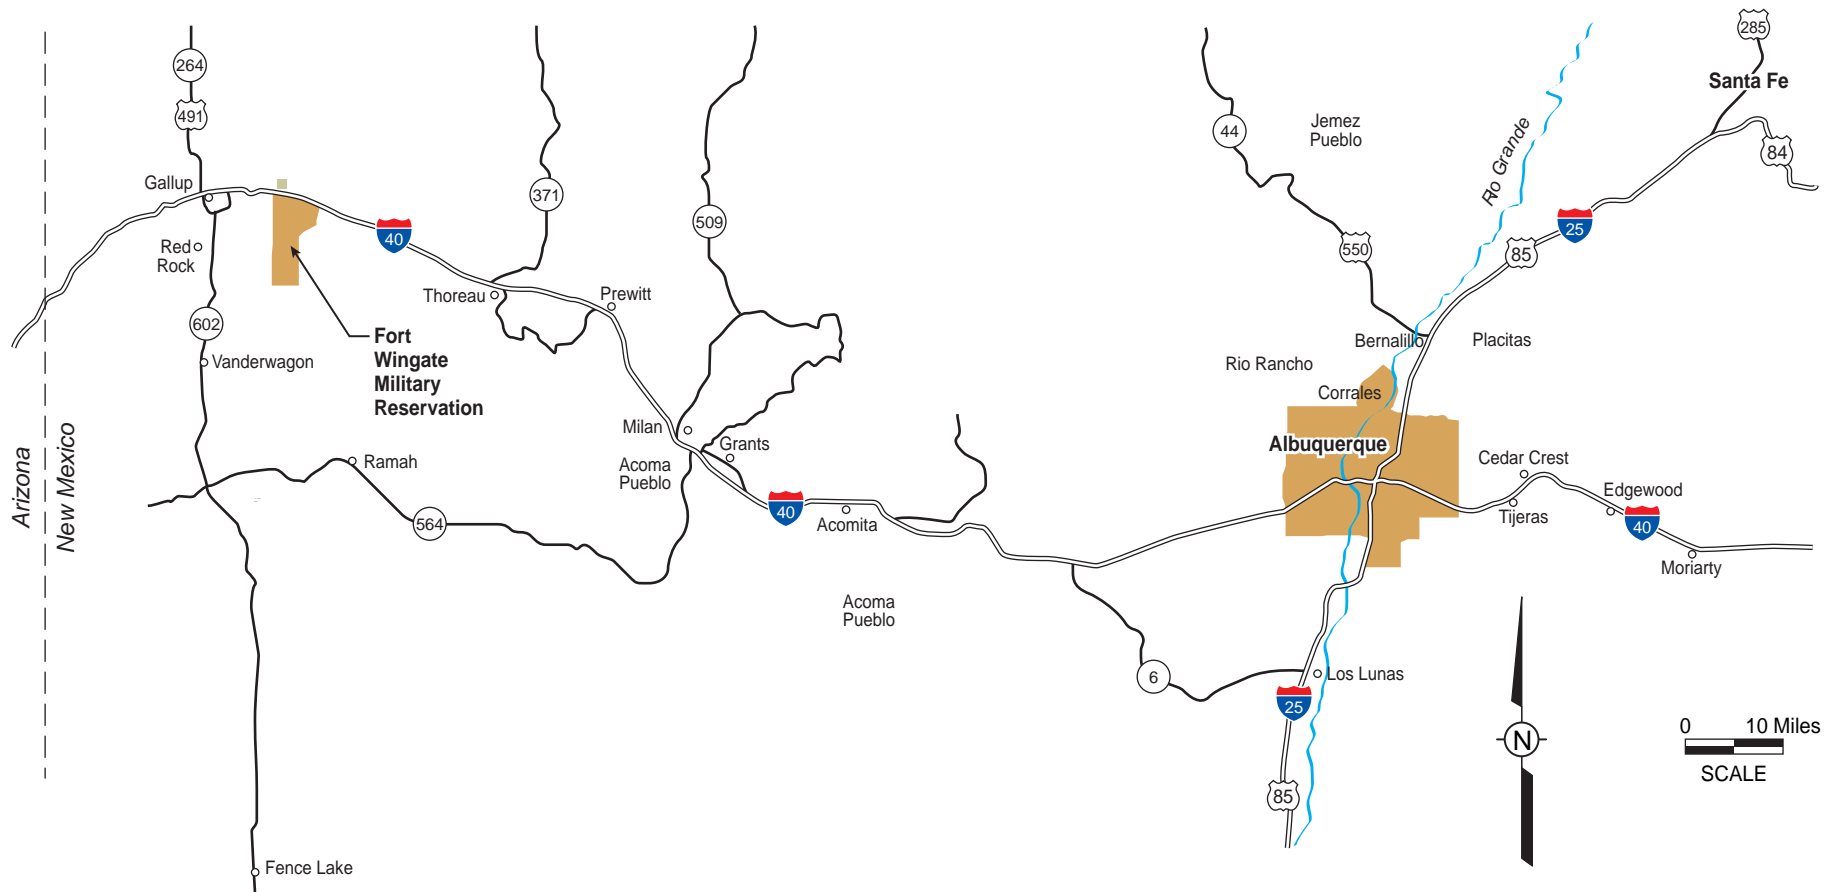 285
Santa Fe
264
491
44
Jemez
Pueblo
Rio Grande
84
Gallup
371
509
40
25
Red
Rock
550
85
Thoreau
Prewitt
602
Fort
Wingate
Military
Reservation
Bernalillo
Placitas
Vanderwagon
Rio Rancho
Corrales
Milan
Grants
Albuquerque
Arizona
New Mexico
Ramah
Acoma
Pueblo
Cedar Crest
Edgewood
40
Acomita
564
Tijeras
40
Moriarty
Acoma
Pueblo
6
Los Lunas
25
N
0 10 Miles
SCALE
85
Fence Lake